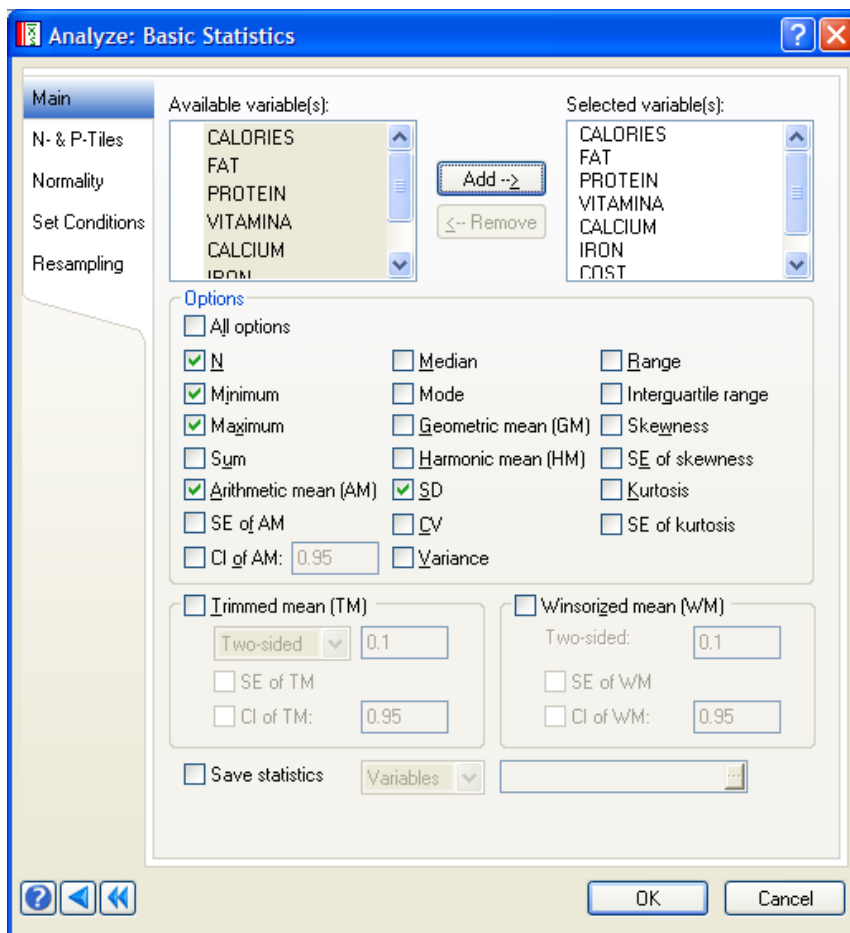 Analyze: Basic Statistics
Main
N- & P-Tiles
Normality
Set Conditions
Resampling
Available variable(s):
CALORIES
FAT
PROTEIN
VITAMINA
CALCIUM
IRON
Add -->
<-- Remove
Selected variable(s):
CALORIES
FAT
PROTEIN
VITAMINA
CALCIUM
IRON
COST
Options
All options
N
Minimum
Maximum
Sum
Arithmetic mean (AM)
SE of AM
CI of AM: 0.95
Median
Mode
Geometric mean (GM)
Harmonic mean (HM)
SD
CV
Variance
Range
Interguartile range
Skewness
SE of skewness
Kurtosis
SE of kurtosis
Trimmed mean (TM)
Two-sided 0.1
SE of TM
CI of TM: 0.95
Winsorized mean (WM)
Two-sided: 0.1
SE of WM
CI of WM: 0.95
Save statistics Variables ...
OK Cancel